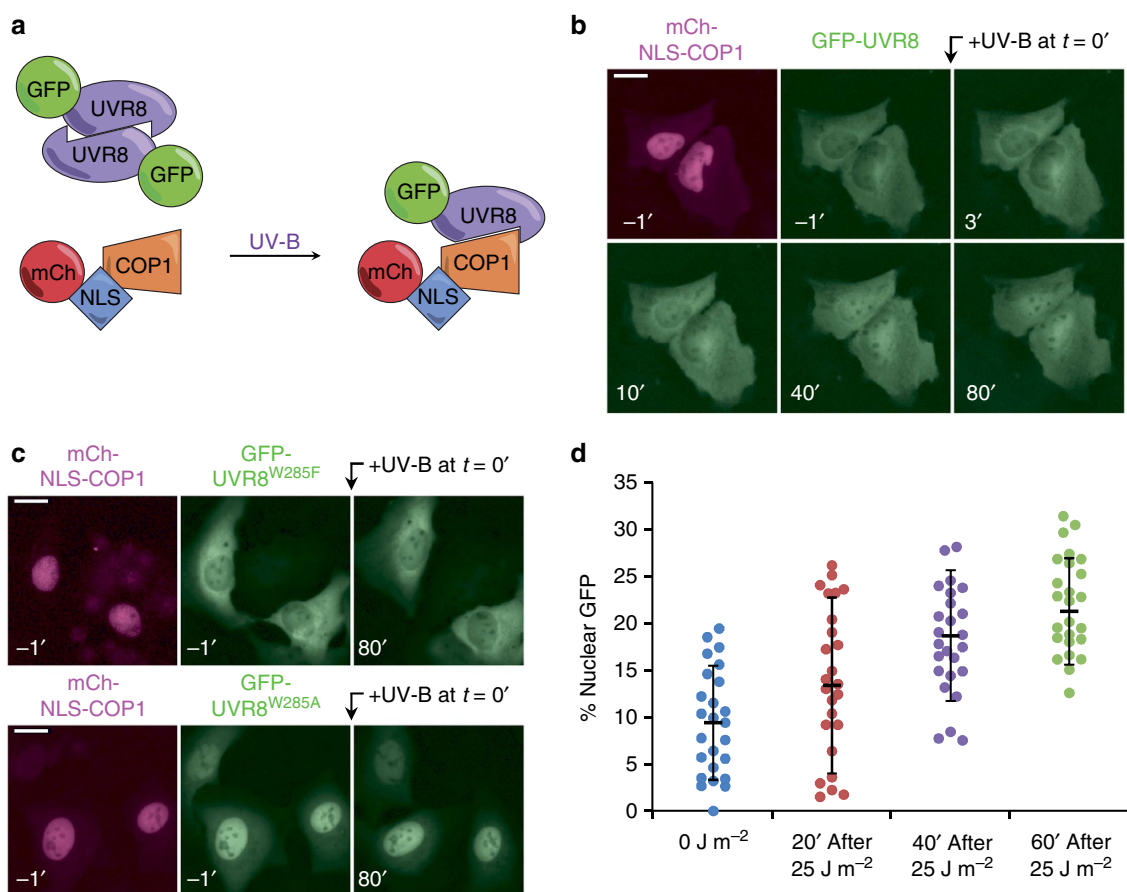 a
GFP
UVR8
UVR8
GFP
mCh
NLS
COP1
UV-B
GFP
UVR8
mCh
NLS
COP1
b
mCh-
NLS-COP1
GFP-UVR8
+UV-B at t = 0′
–1′
–1′
3′
10′
40′
80′
c
mCh-
NLS-COP1
GFP-
UVR8W285F
+UV-B at t = 0′
–1′
–1′
80′
mCh-
NLS-COP1
GFP-
UVR8W285A
+UV-B at t = 0′
–1′
–1′
80′
d
% Nuclear GFP
35
30
25
20
15
10
5
0
0 J m–2
20′ After
25 J m–2
40′ After
25 J m–2
60′ After
25 J m–2